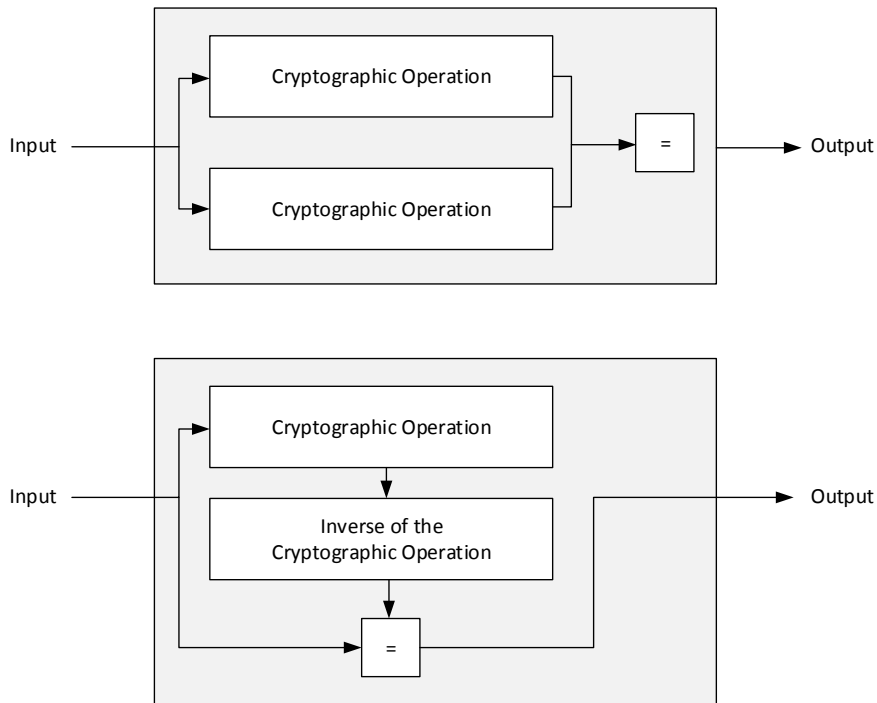 Cryptographic Operation
Input
=
Output
Cryptographic Operation
Cryptographic Operation
Input
Output
Inverse of the
Cryptographic Operation
=